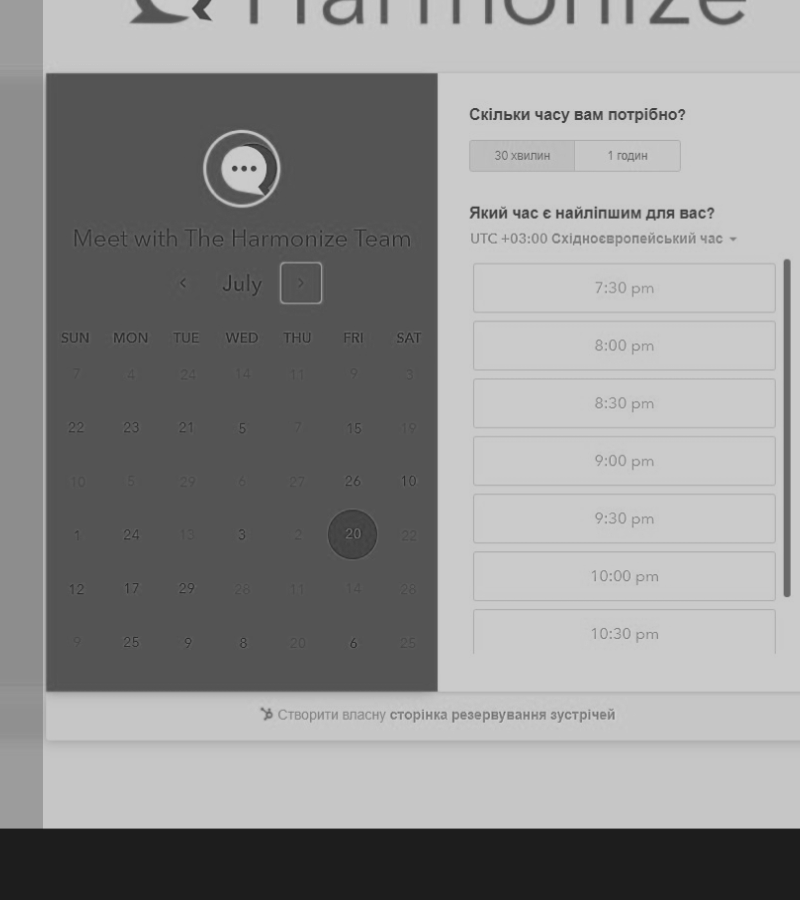 Harmonize
Meet with The Harmonize Team
July
SUN MON TUE WED THU FRI SAT
7 4 24 14 11 9 3
22 23 21 5 7 15 19
10 5 29 6 27 26 10
1 24 13 3 2 20 22
12 17 29 26 11 14 28
9 25 9 8 20 6 25
Скільки часу вам потрібно?
30 хвилин 1 годин
Який час є найліпшим для вас?
UTC +03:00 Східноєвропейський час
7:30 pm
8:00 pm
8:30 pm
9:00 pm
9:30 pm
10:00 pm
10:30 pm
Створити власну сторінка резервування зустрічей